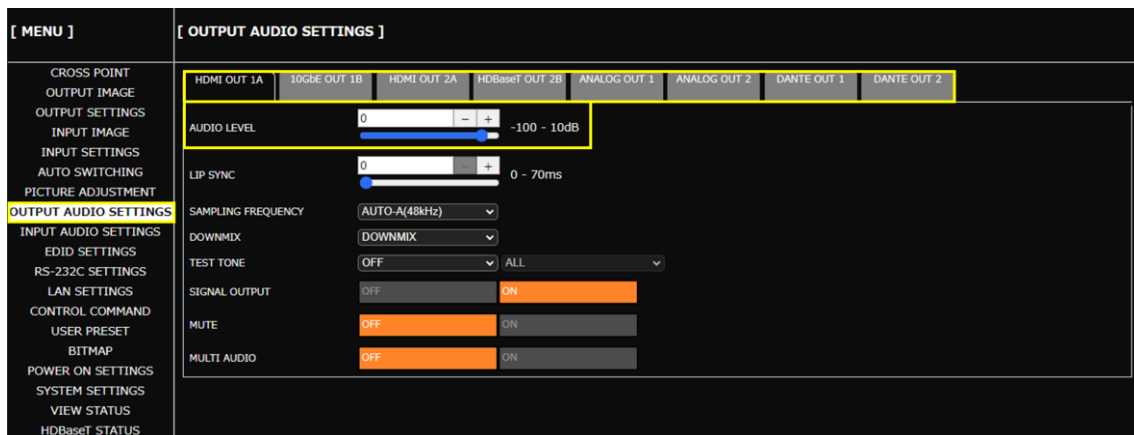 [ MENU ]
[ OUTPUT AUDIO SETTINGS ]
CROSS POINT
OUTPUT IMAGE
OUTPUT SETTINGS
INPUT IMAGE
INPUT SETTINGS
AUTO SWITCHING
PICTURE ADJUSTMENT
OUTPUT AUDIO SETTINGS
INPUT AUDIO SETTINGS
EDID SETTINGS
RS-232C SETTINGS
LAN SETTINGS
CONTROL COMMAND
USER PRESET
BITMAP
POWER ON SETTINGS
SYSTEM SETTINGS
VIEW STATUS
HDBaseT STATUS
HDMI OUT 1A 10GbE OUT 1B HDMI OUT 2A HDBaseT OUT 2B ANALOG OUT 1 ANALOG OUT 2 DANTE OUT 1 DANTE OUT 2
AUDIO LEVEL 0 − + -100 - 10dB
LIP SYNC 0 − + 0 - 70ms
SAMPLING FREQUENCY AUTO-A(48kHz)
DOWNMIX DOWNMIX
TEST TONE OFF ALL
SIGNAL OUTPUT OFF ON
MUTE OFF ON
MULTI AUDIO OFF ON